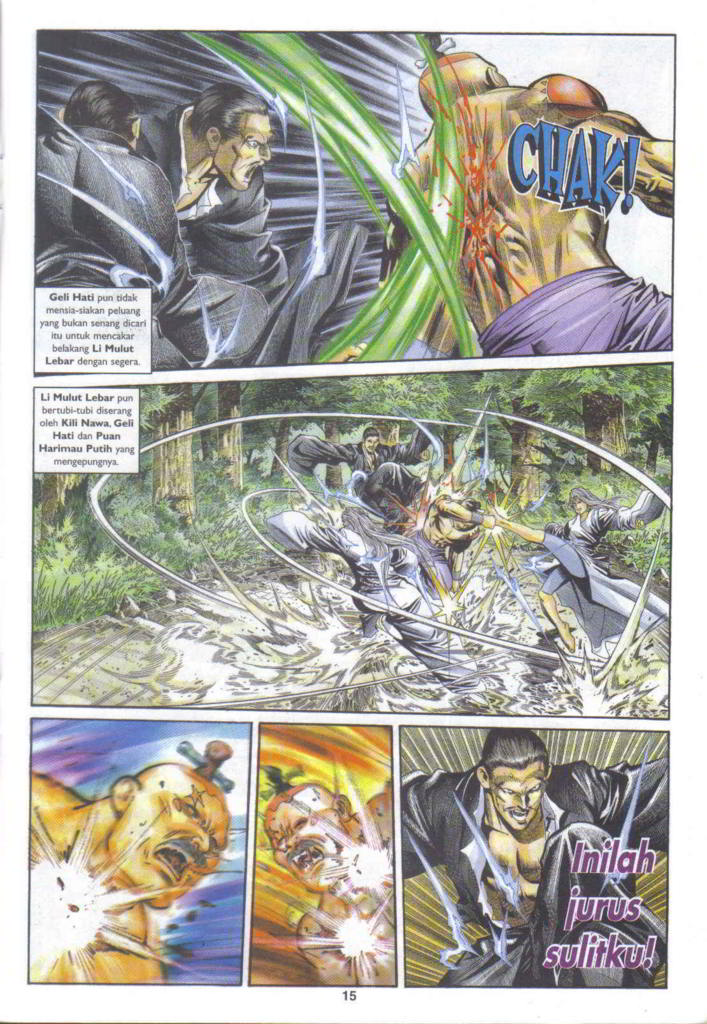 CHAK!
Geli Hati pun tidak
mensia-siakan peluang
yang bukan senang dicari
itu untuk mencakar
belakang Li Mulut
Lebar dengan segera.
Li Mulut Lebar pun
bertubi-tubi diserang
oleh Kili Nawa, Geli
Hati dan Puan
Harimau Putih yang
mengepungnya.
Inilah
jurus
sulitku!
15